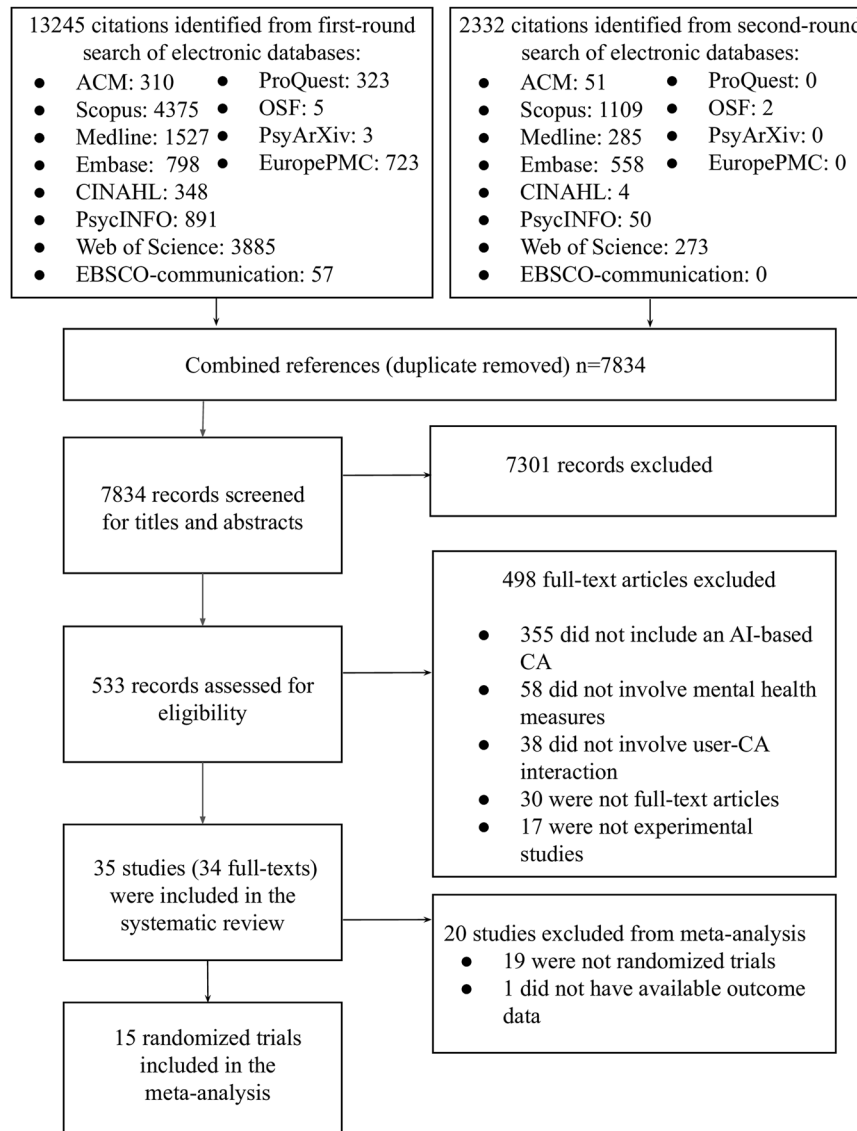 13245 citations identified from first-round
search of electronic databases:
● ACM: 310
● Scopus: 4375
● Medline: 1527
● Embase: 798
● CINAHL: 348
● PsycINFO: 891
● Web of Science: 3885
● EBSCO-communication: 57
● ProQuest: 323
● OSF: 5
● PsyArXiv: 3
● EuropePMC: 723
2332 citations identified from second-round
search of electronic databases:
● ACM: 51
● Scopus: 1109
● Medline: 285
● Embase: 558
● CINAHL: 4
● PsycINFO: 50
● Web of Science: 273
● EBSCO-communication: 0
● ProQuest: 0
● OSF: 2
● PsyArXiv: 0
● EuropePMC: 0
Combined references (duplicate removed) n=7834
7834 records screened
for titles and abstracts
7301 records excluded
533 records assessed for
eligibility
498 full-text articles excluded
● 355 did not include an AI-based
CA
● 58 did not involve mental health
measures
● 38 did not involve user-CA
interaction
● 30 were not full-text articles
● 17 were not experimental
studies
35 studies (34 full-texts)
were included in the
systematic review
20 studies excluded from meta-analysis
● 19 were not randomized trials
● 1 did not have available outcome
data
15 randomized trials
included in the
meta-analysis